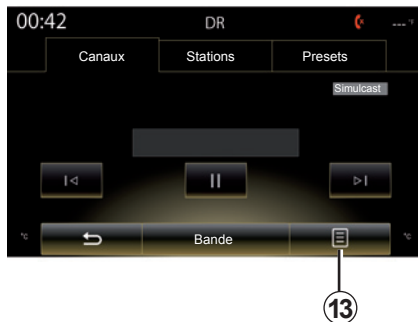 00:42 DR --- °F
Canaux Stations Presets
Simulcast
°C Bande °C
13